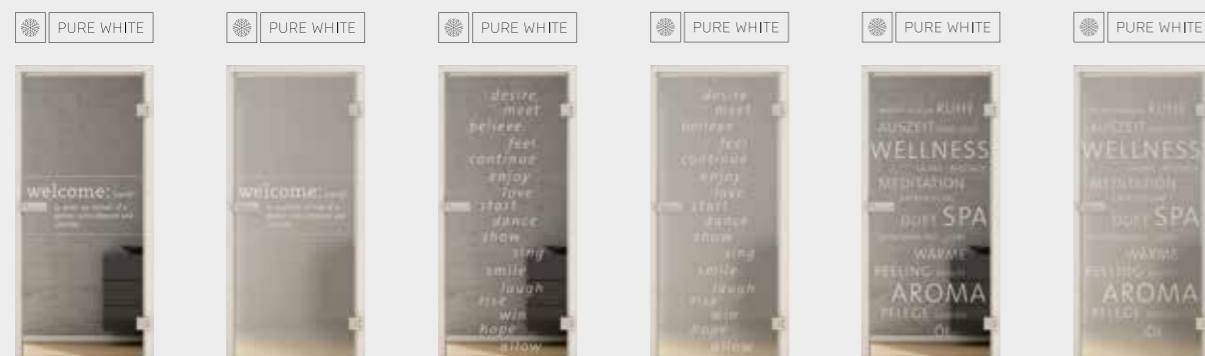 PURE WHITE
PURE WHITE
PURE WHITE
PURE WHITE
PURE WHITE
PURE WHITE
welcome:
welcome:
desire
meet
believe
feel
continue
enjoy
love
start
dance
show
sing
smile
laugh
rise
win
hope
allow
desire
meet
believe
feel
continue
enjoy
love
start
dance
show
sing
smile
laugh
rise
win
hope
allow
RUHE
AUSZEIT
WELLNESS
MEDITATION
DUFT SPA
WÄRME
PEELING
AROMA
PFLEGE
ÖL
RUHE
AUSZEIT
WELLNESS
MEDITATION
DUFT SPA
WÄRME
PEELING
AROMA
PFLEGE
ÖL